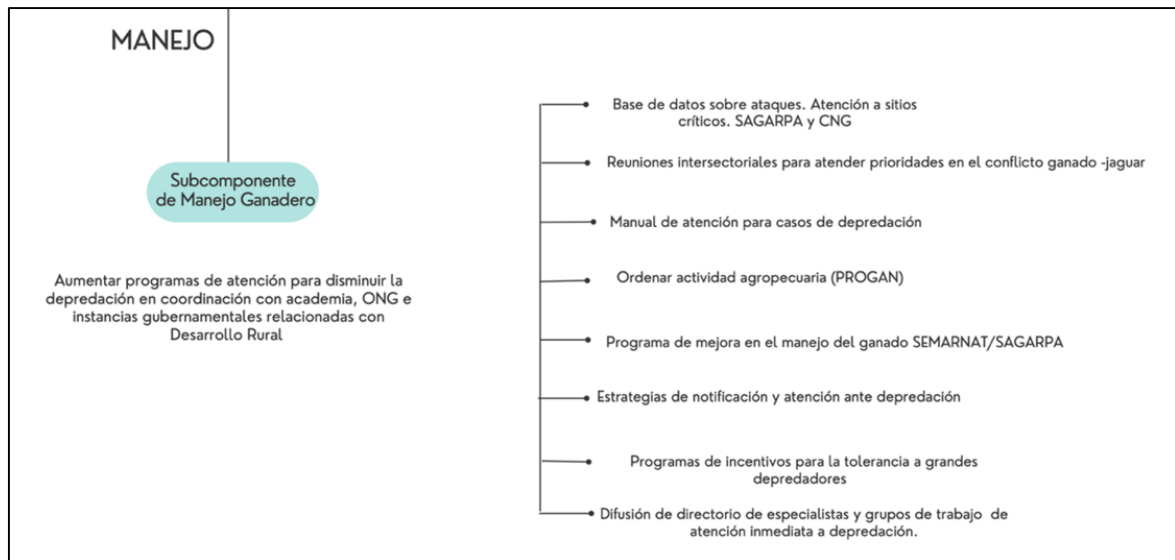 MANEJO
Subcomponente
de Manejo Ganadero
Aumentar programas de atención para disminuir la
depredación en coordinación con academia, ONG e
instancias gubernamentales relacionadas con
Desarrollo Rural
Base de datos sobre ataques. Atención a sitios
críticos. SAGARPA y CNG
Reuniones intersectoriales para atender prioridades en el conflicto ganado -jaguar
Manual de atención para casos de depredación
Ordenar actividad agropecuaria (PROGAN)
Programa de mejora en el manejo del ganado SEMARNAT/SAGARPA
Estrategias de notificación y atención ante depredación
Programas de incentivos para la tolerancia a grandes
depredadores
Difusión de directorio de especialistas y grupos de trabajo de
atención inmediata a depredación.